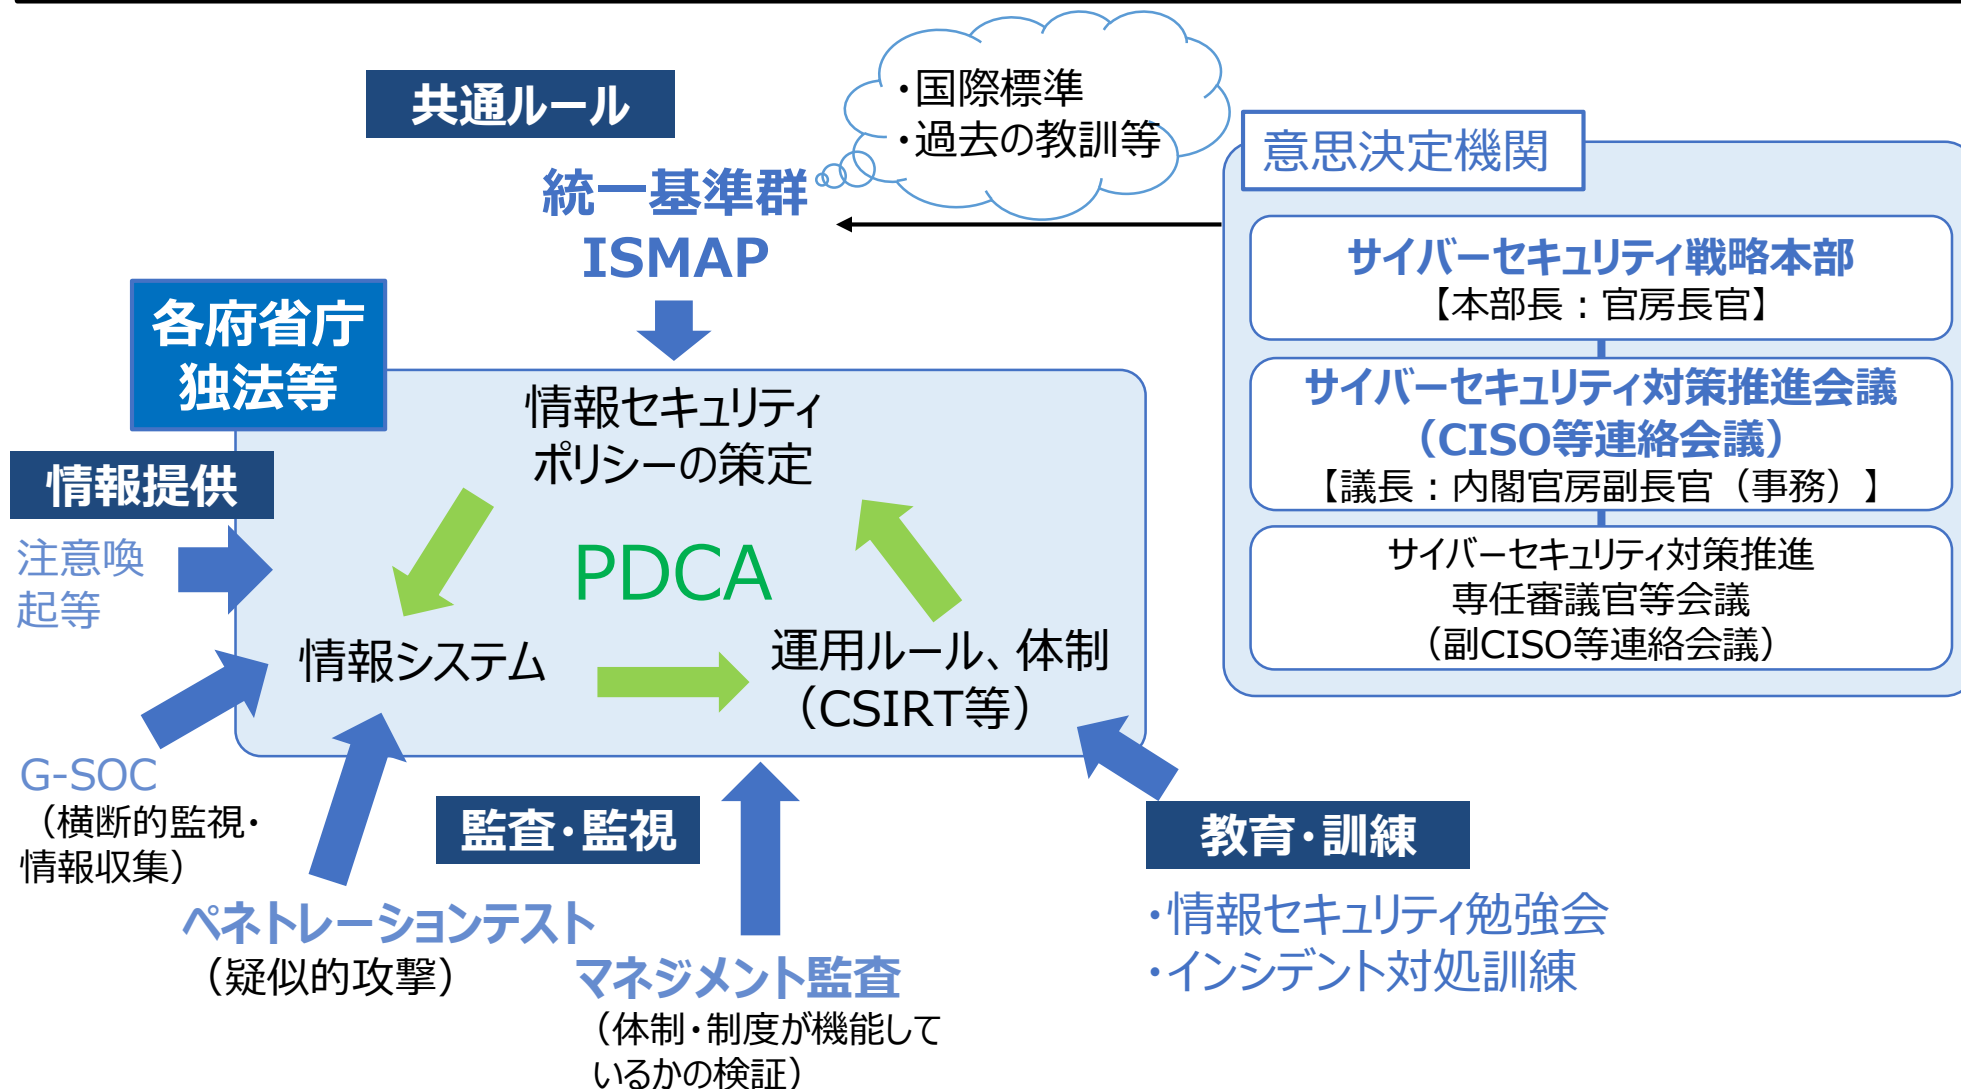 共通ルール
・国際標準
・過去の教訓等
統一基準群
ISMAP
意思決定機関
サイバーセキュリティ戦略本部
【本部長：官房長官】
サイバーセキュリティ対策推進会議
（CISO等連絡会議）
【議長：内閣官房副長官（事務）】
サイバーセキュリティ対策推進
専任審議官等会議
（副CISO等連絡会議）
各府省庁
独法等
情報セキュリティ
ポリシーの策定
PDCA
情報システム
運用ルール、体制
（CSIRT等）
情報提供
注意喚
起等
G-SOC
（横断的監視・
情報収集）
監査・監視
ペネトレーションテスト
（疑似的攻撃）
マネジメント監査
（体制・制度が機能して
いるかの検証）
教育・訓練
・情報セキュリティ勉強会
・インシデント対処訓練